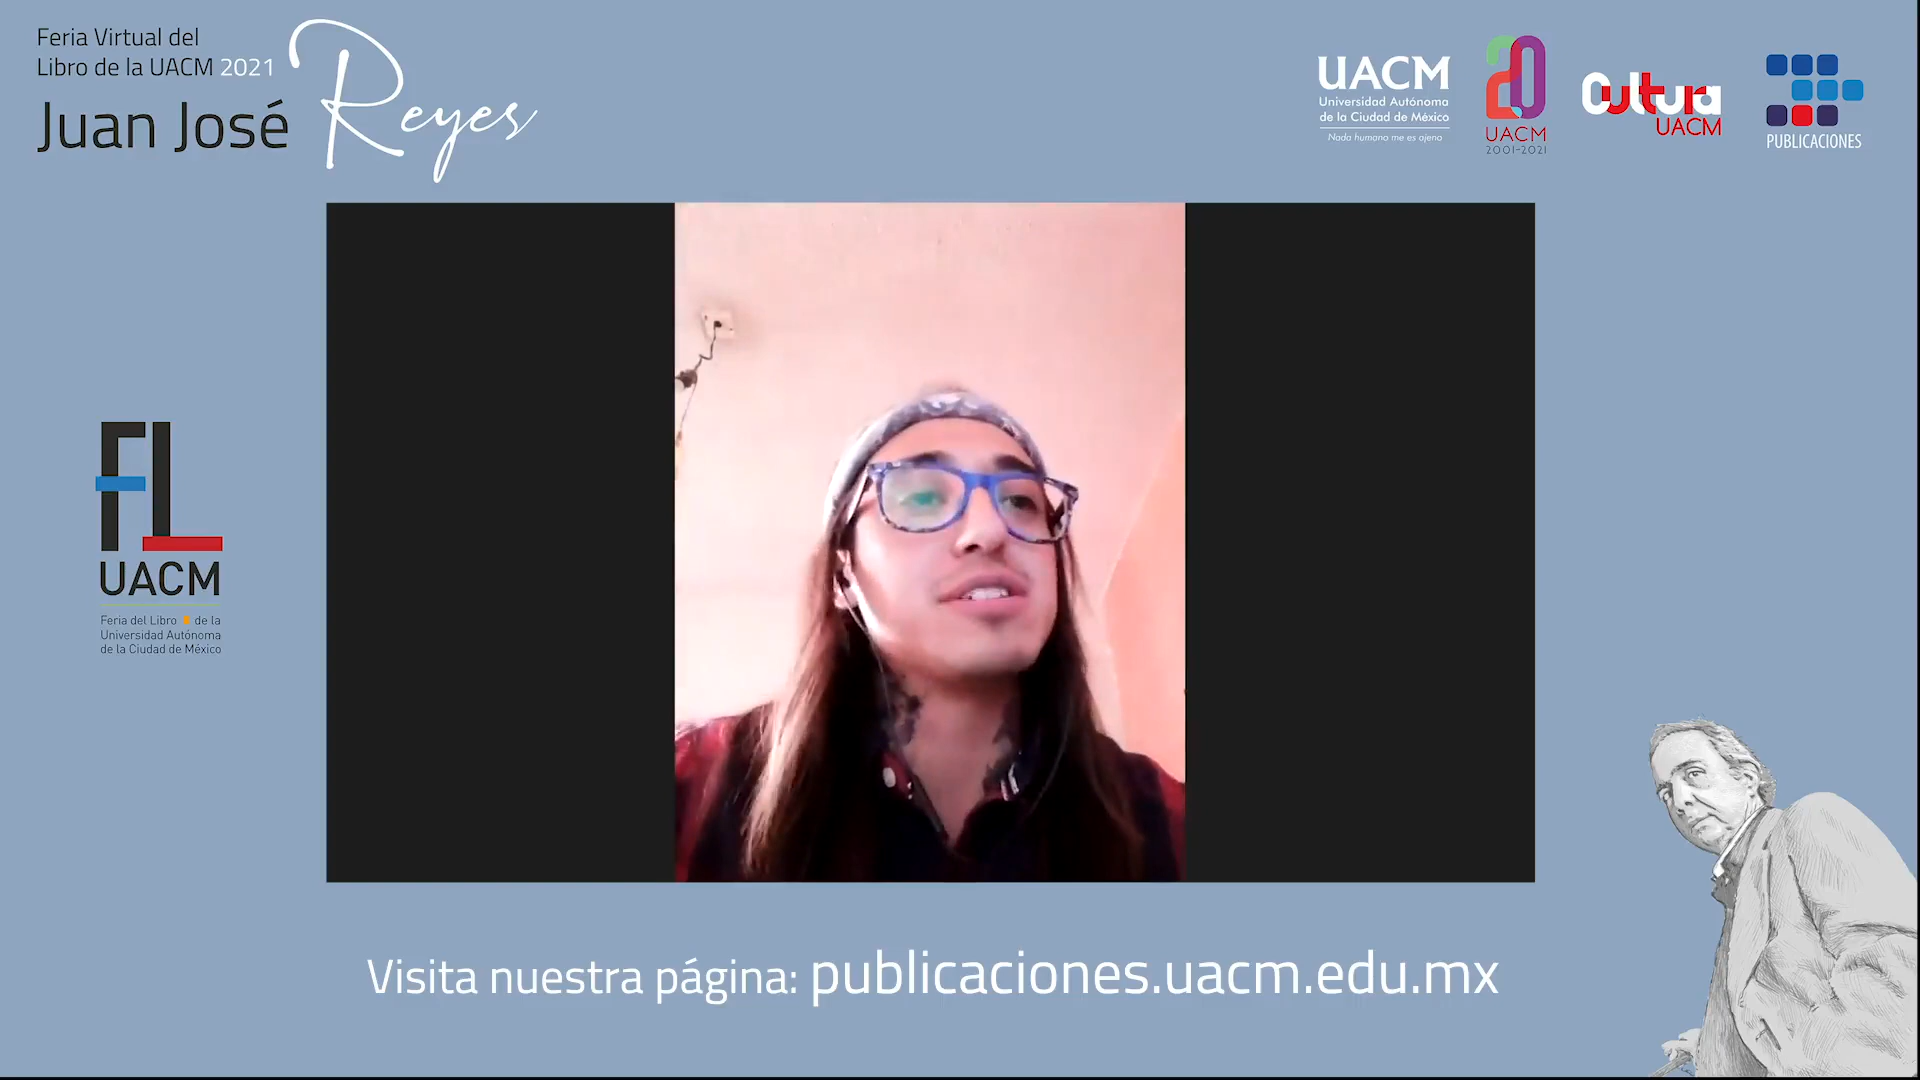 Feria Virtual del
Libro de la UACM 2021
Juan José Reyes
UACM
Universidad Autónoma
de la Ciudad de México
Nada humano me es ajeno
20
UACM
2001-2021
Cultura
UACM
PUBLICACIONES
FL
UACM
Feria del Libro de la
Universidad Autónoma
de la Ciudad de México
Visita nuestra página: publicaciones.uacm.edu.mx